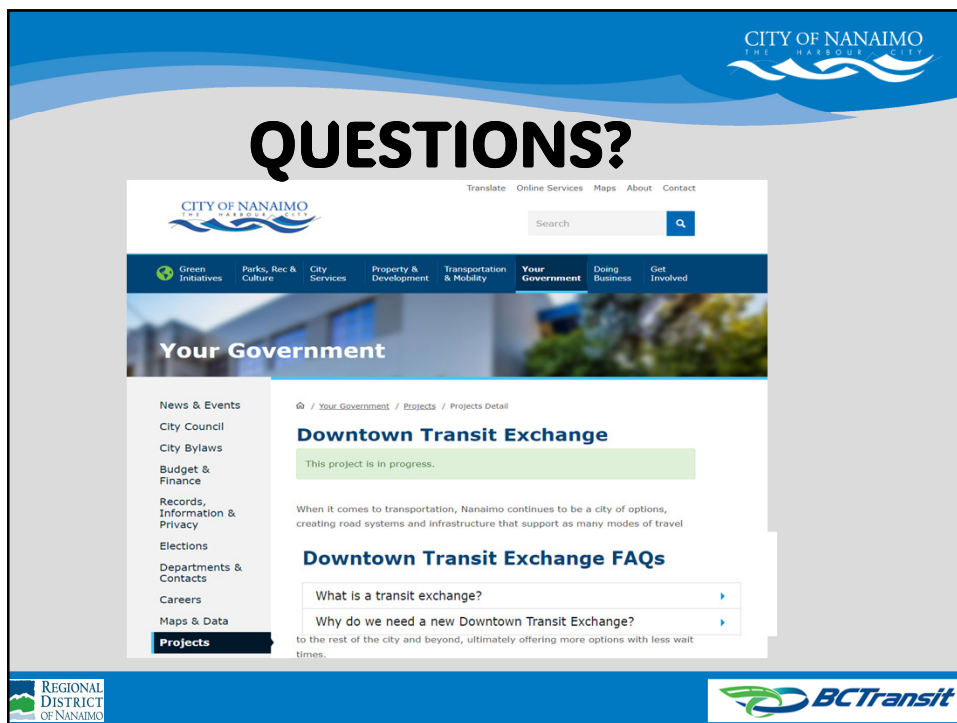 CITY OF NANAIMO
THE HARBOUR CITY
QUESTIONS?
Translate Online Services Maps About Contact
CITY OF NANAIMO
THE HARBOUR CITY
Search
Green Initiatives
Parks, Rec & Culture
City Services
Property & Development
Transportation & Mobility
Your Government
Doing Business
Get Involved
Your Government
News & Events
City Council
City Bylaws
Budget &
Finance
Records,
Information &
Privacy
Elections
Departments &
Contacts
Careers
Maps & Data
Projects
/ Your Government / Projects / Projects Detail
Downtown Transit Exchange
This project is in progress.
When it comes to transportation, Nanaimo continues to be a city of options,
creating road systems and infrastructure that support as many modes of travel
Downtown Transit Exchange FAQs
What is a transit exchange?
Why do we need a new Downtown Transit Exchange?
to the rest of the city and beyond, ultimately offering more options with less wait
times.
REGIONAL
DISTRICT
OF NANAIMO
BCTransit